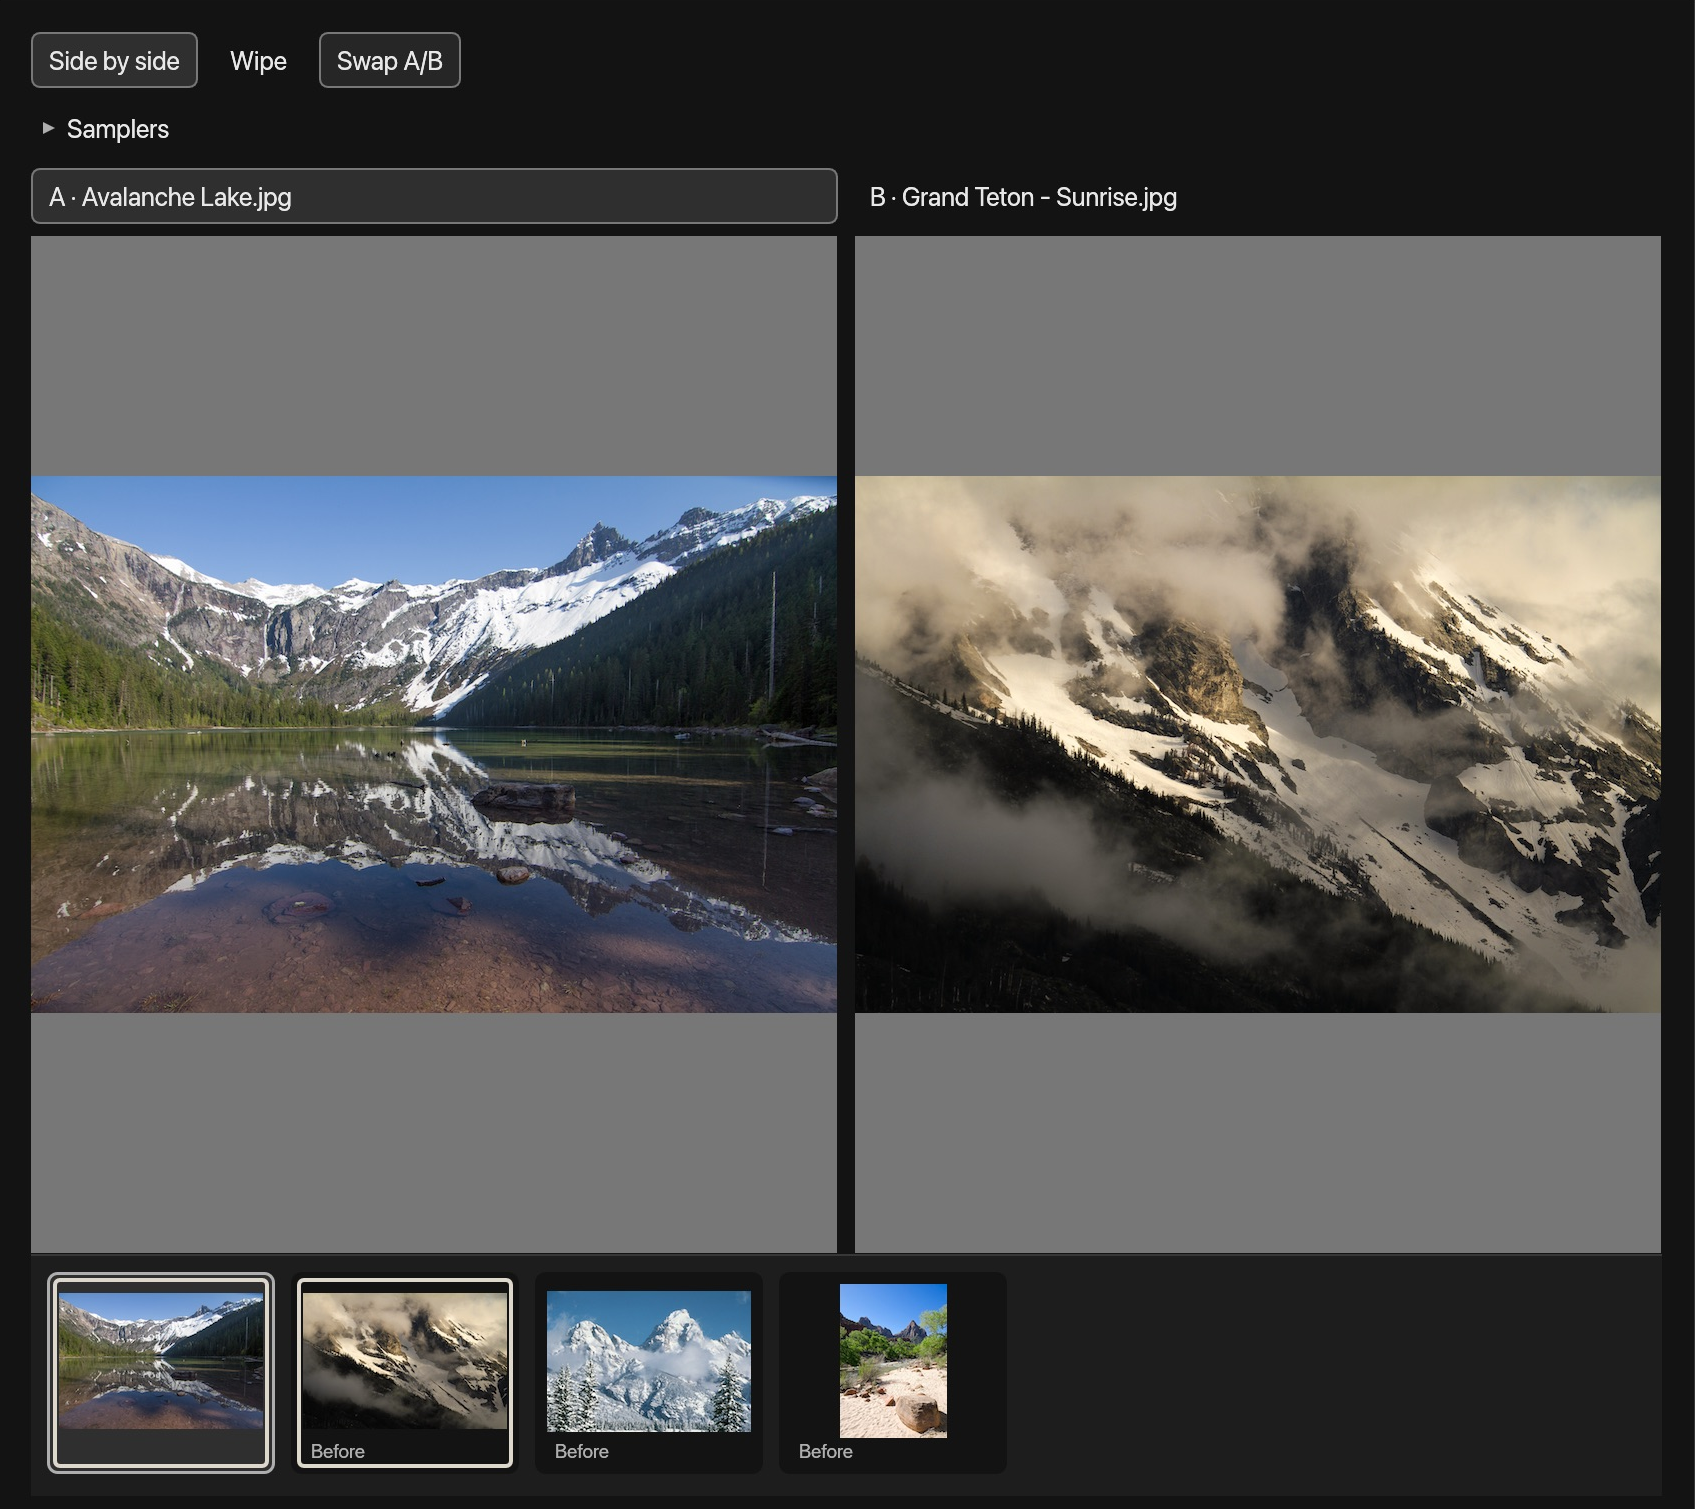 Side by side Wipe Swap A/B
► Samplers
A · Avalanche Lake.jpg
B · Grand Teton - Sunrise.jpg
Before
Before
Before